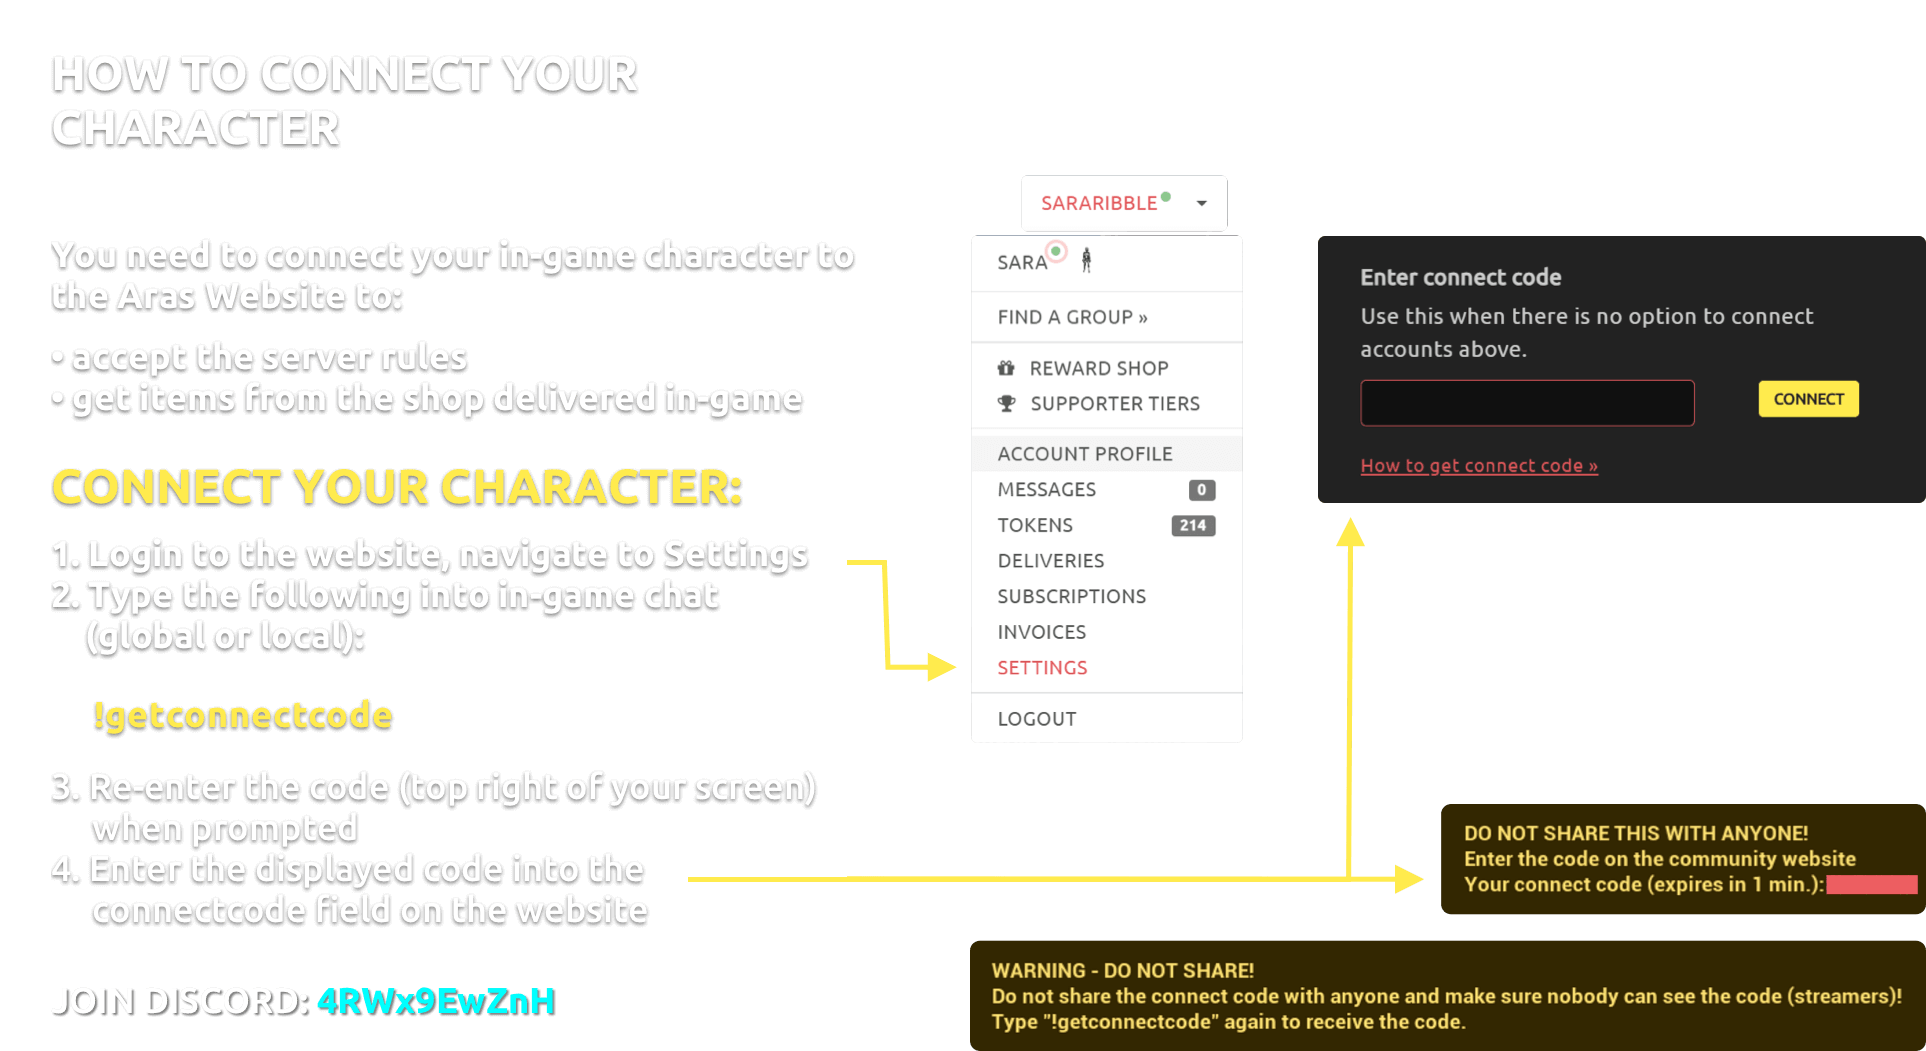 HOW TO CONNECT YOUR
CHARACTER
You need to connect your in-game character to
the Aras Website to:
• accept the server rules
• get items from the shop delivered in-game
CONNECT YOUR CHARACTER:
1. Login to the website, navigate to Settings
2. Type the following into in-game chat
(global or local):
!getconnectcode
3. Re-enter the code (top right of your screen)
when prompted
4. Enter the displayed code into the
connectcode field on the website
JOIN DISCORD: 4RWx9EwZnH
SARARIBBLE
SARA
FIND A GROUP »
REWARD SHOP
SUPPORTER TIERS
ACCOUNT PROFILE
MESSAGES 0
TOKENS 214
DELIVERIES
SUBSCRIPTIONS
INVOICES
SETTINGS
LOGOUT
Enter connect code
Use this when there is no option to connect
accounts above.
CONNECT
How to get connect code »
DO NOT SHARE THIS WITH ANYONE!
Enter the code on the community website
Your connect code (expires in 1 min.):
WARNING - DO NOT SHARE!
Do not share the connect code with anyone and make sure nobody can see the code (streamers)!
Type "!getconnectcode" again to receive the code.